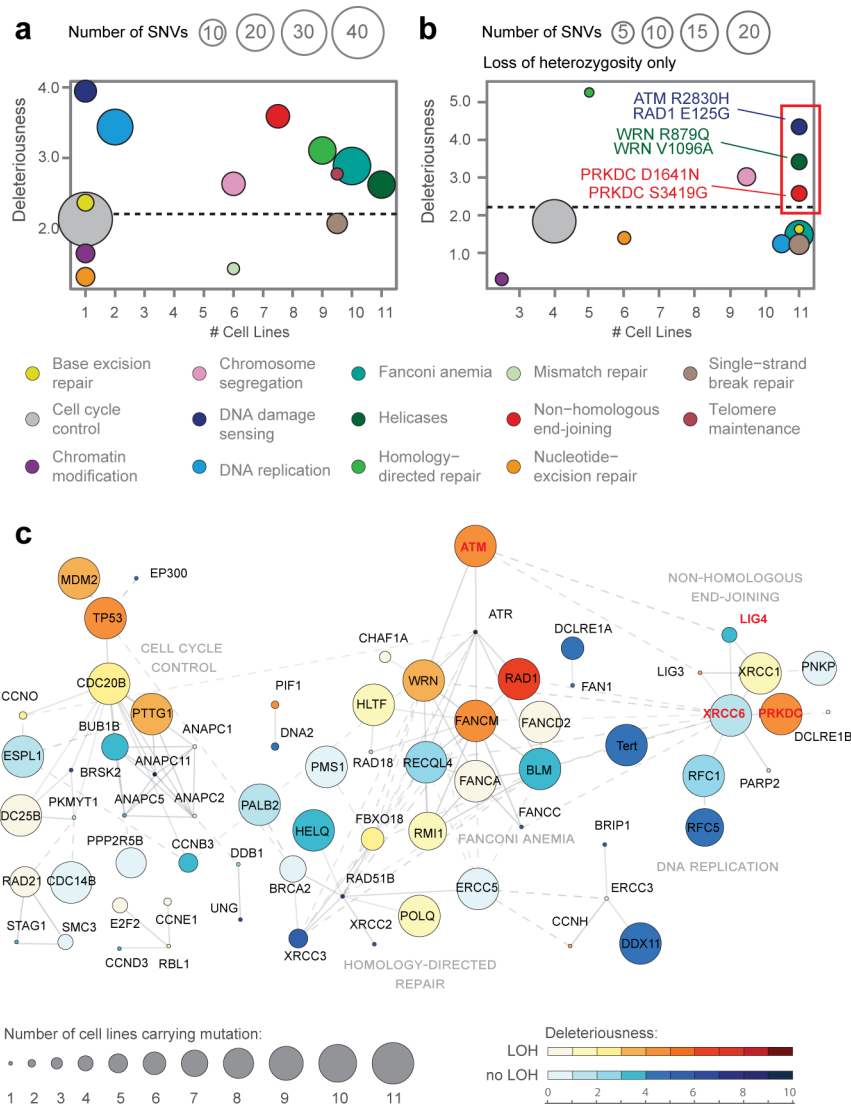 a
Number of SNVs
10
20
30
40
b
Number of SNVs
5
10
15
20
Loss of heterozygosity only
Deleteriousness
4.0
3.0
2.0
1
2
3
4
5
6
7
8
9
10
11
# Cell Lines
Deleteriousness
5.0
4.0
3.0
2.0
1.0
ATM R2830H
RAD1 E125G
WRN R879Q
WRN V1096A
PRKDC D1641N
PRKDC S3419G
3
4
5
6
7
8
9
10
11
# Cell Lines
Base excision
repair
Cell cycle
control
Chromatin
modification
Chromosome
segregation
DNA damage
sensing
DNA replication
Fanconi anemia
Helicases
Homology−
directed repair
Mismatch repair
Non−homologous
end−joining
Nucleotide−
excision repair
Single−strand
break repair
Telomere
maintenance
c
MDM2
EP300
TP53
CELL CYCLE
CONTROL
CDC20B
CCNO
PTTG1
BUB1B
ANAPC1
ESPL1
ANAPC11
BRSK2
DC25B
PKMYT1
ANAPC5
ANAPC2
PPP2R5B
CCNB3
RAD21
CDC14B
DDB1
UNG
STAG1
SMC3
E2F2
CCNE1
CCND3
RBL1
PIF1
DNA2
PALB2
PMS1
HELQ
BRCA2
XRCC3
ATM
ATR
CHAF1A
WRN
RAD1
HLTF
FANCM
FANCD2
RAD18
RECQL4
FANCA
BLM
FBXO18
RMI1
FANCC
FANCONI ANEMIA
RAD51B
ERCC5
XRCC2
POLQ
HOMOLOGY-DIRECTED
REPAIR
DCLRE1A
FAN1
Tert
BRIP1
ERCC3
CCNH
DDX11
NON-HOMOLOGOUS
END-JOINING
LIG4
LIG3
XRCC1
PNKP
XRCC6
PRKDC
DCLRE1B
RFC1
PARP2
RFC5
DNA REPLICATION
Number of cell lines carrying mutation:
1
2
3
4
5
6
7
8
9
10
11
Deleteriousness:
LOH
no LOH
0
2
4
6
8
10